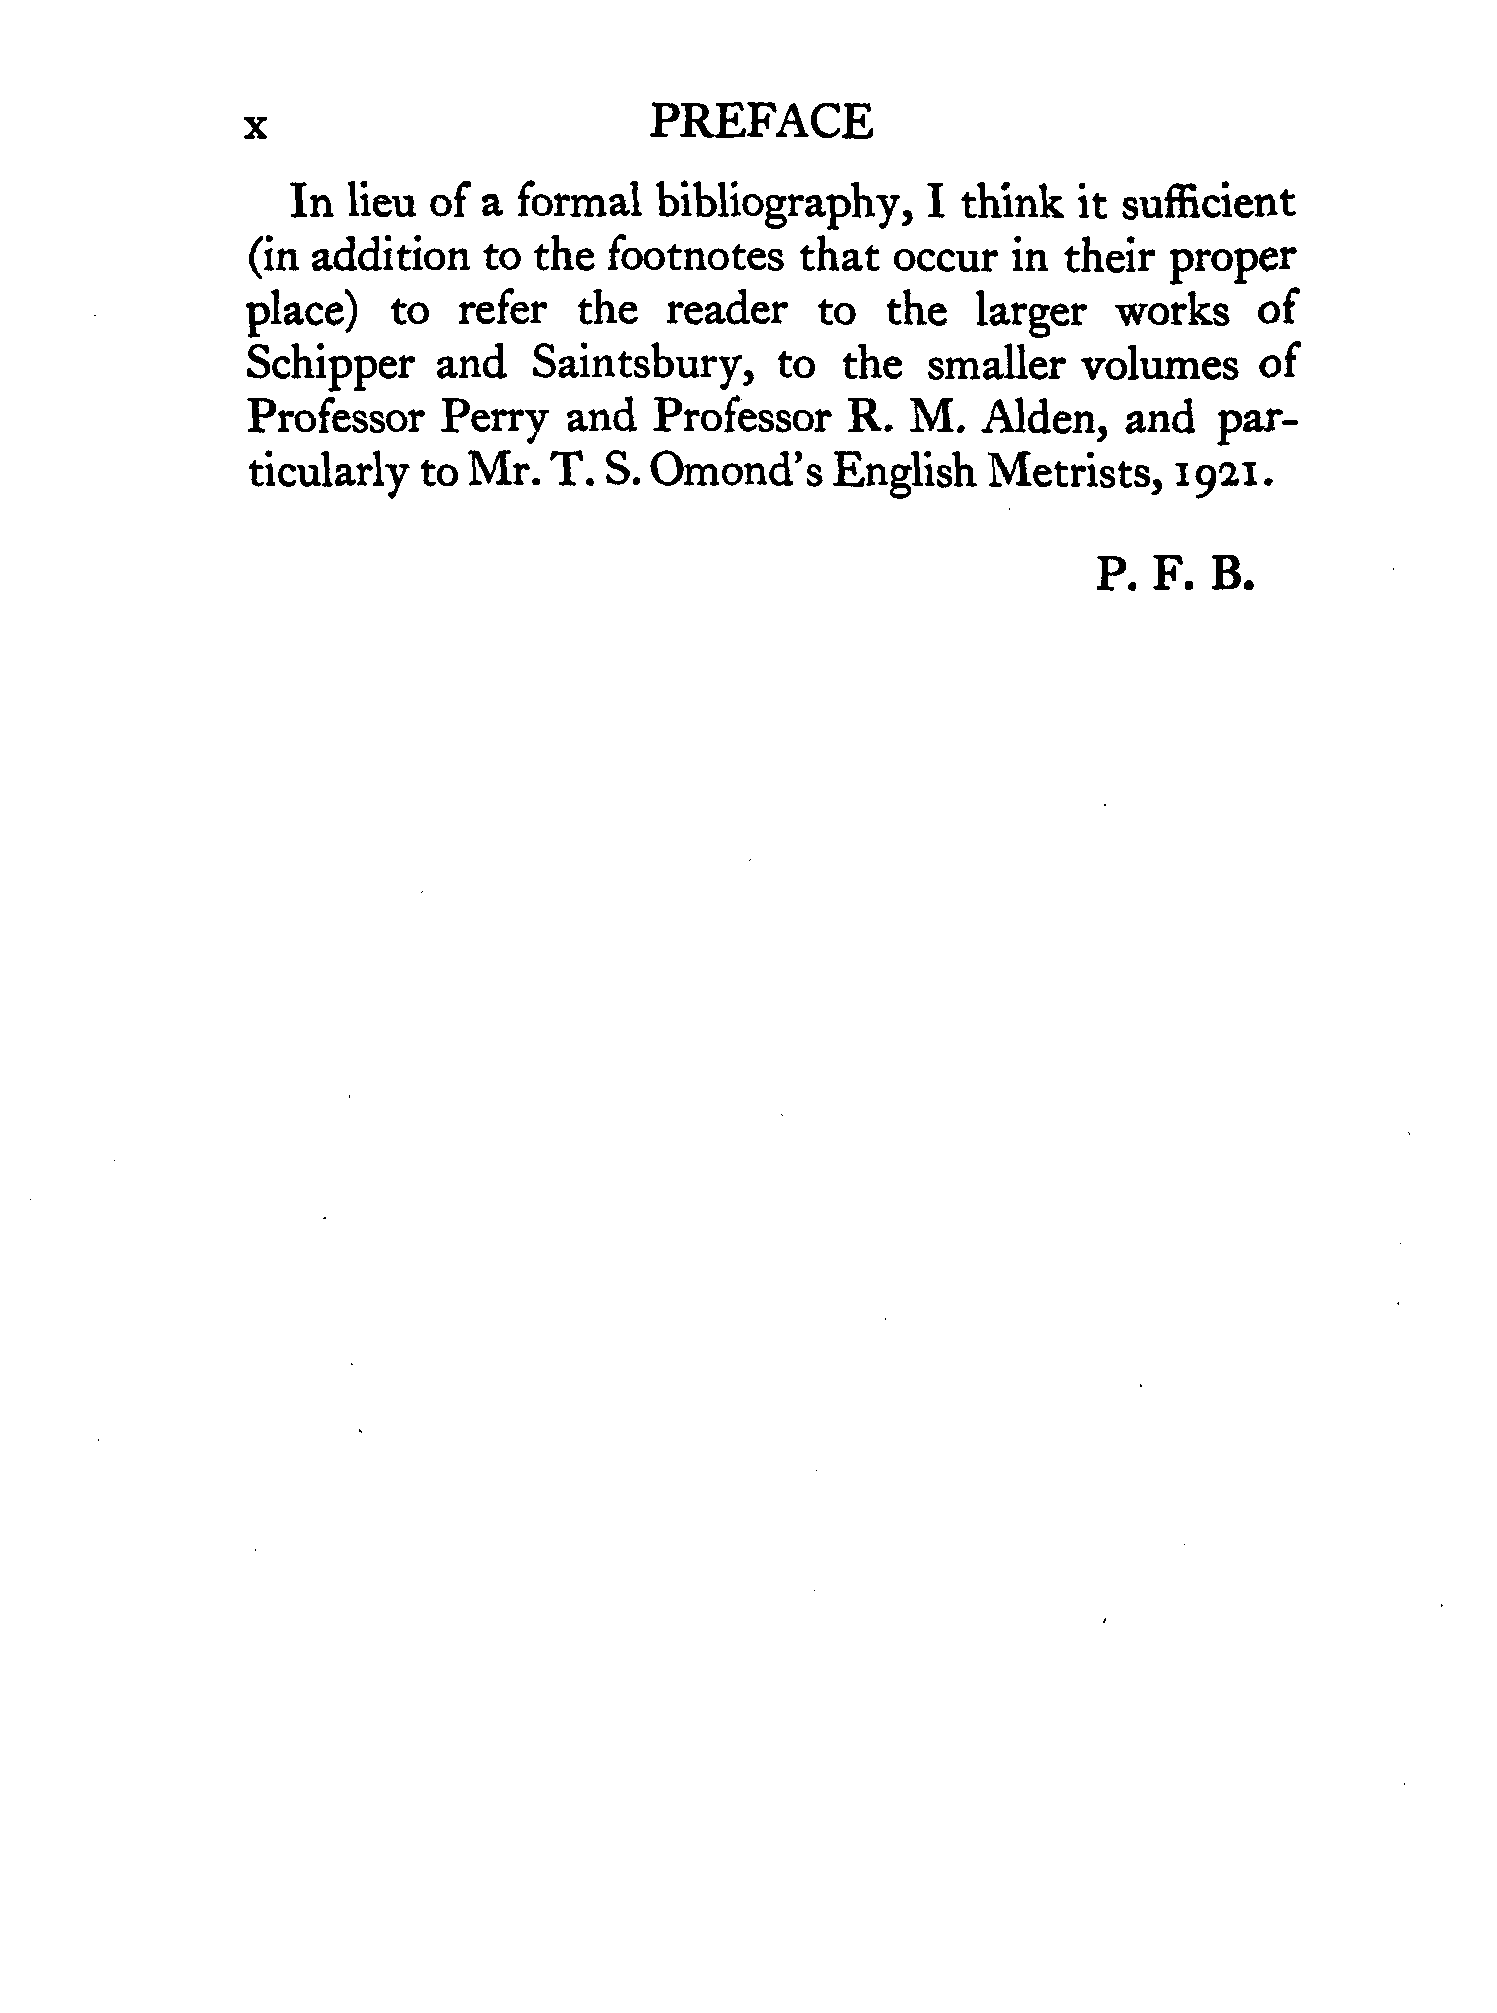 x PREFACE
In lieu of a formal bibliography, I think it sufficient
(in addition to the footnotes that occur in their proper
place) to refer the reader to the larger works of
Schipper and Saintsbury, to the smaller volumes of
Professor Perry and Professor R. M. Alden, and par-
ticularly to Mr. T. S. Omond's English Metrists, 1921.
P. F. B.